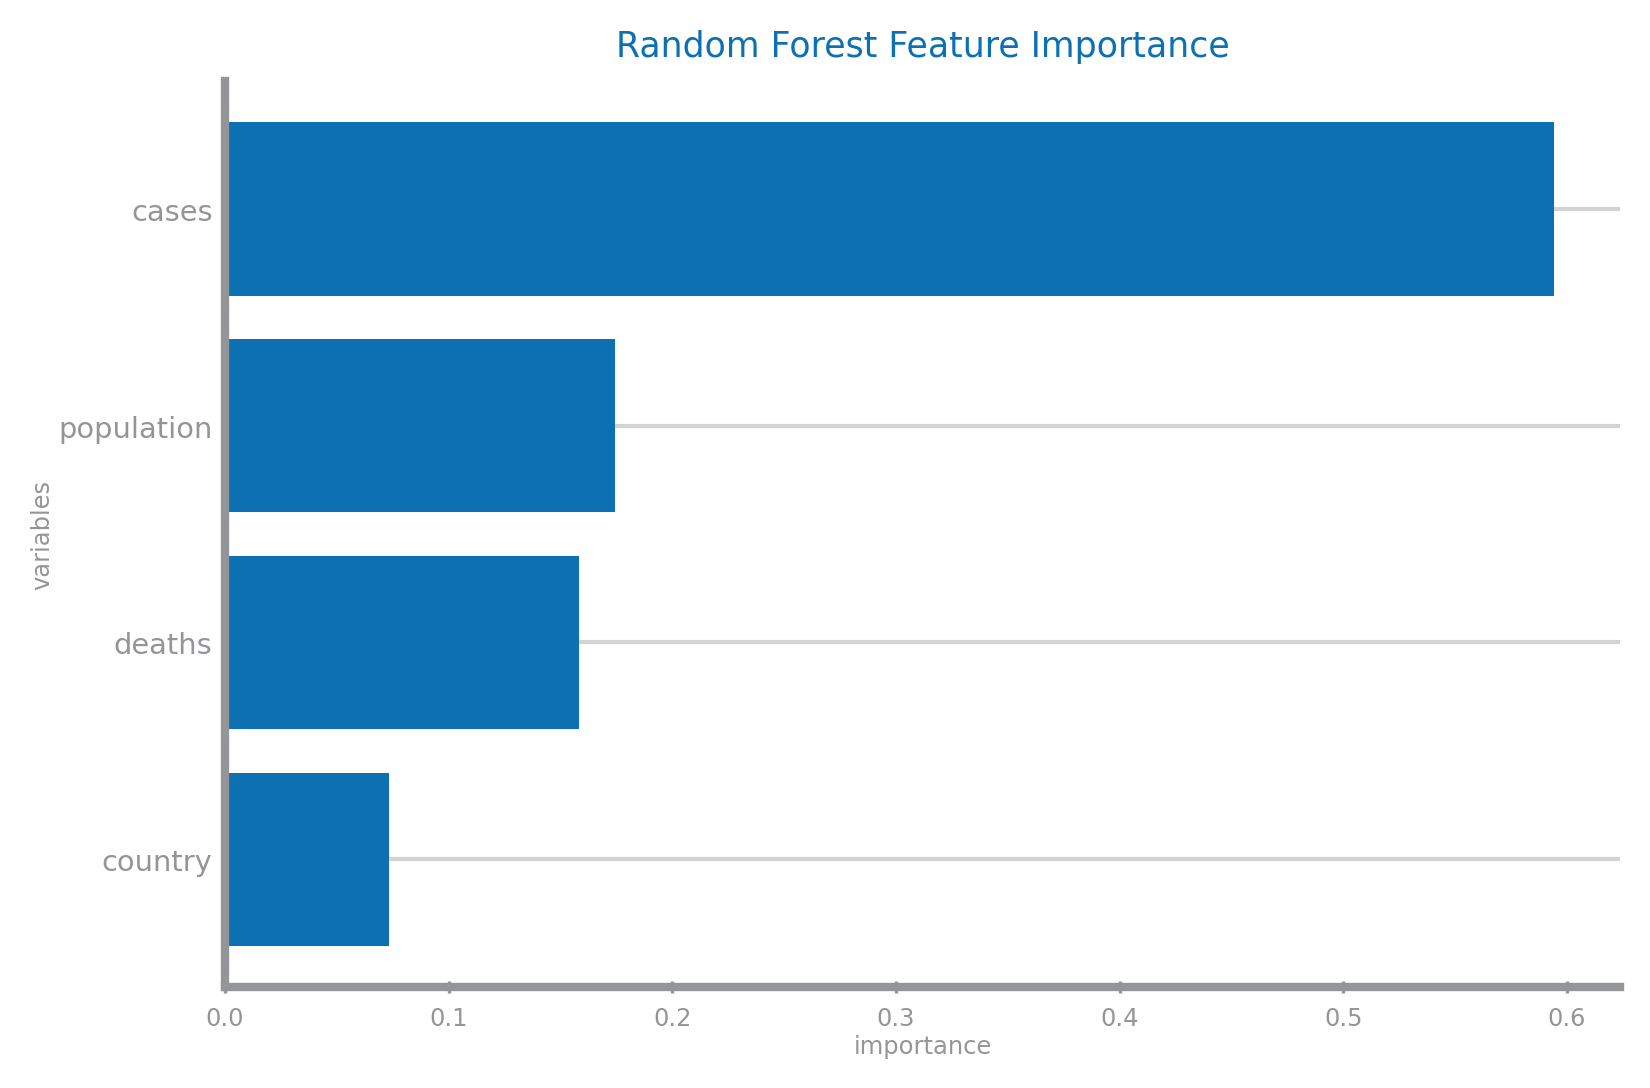 Random Forest Feature Importance
cases
population
deaths
country
variables
0.0 0.1 0.2 0.3 0.4 0.5 0.6
importance